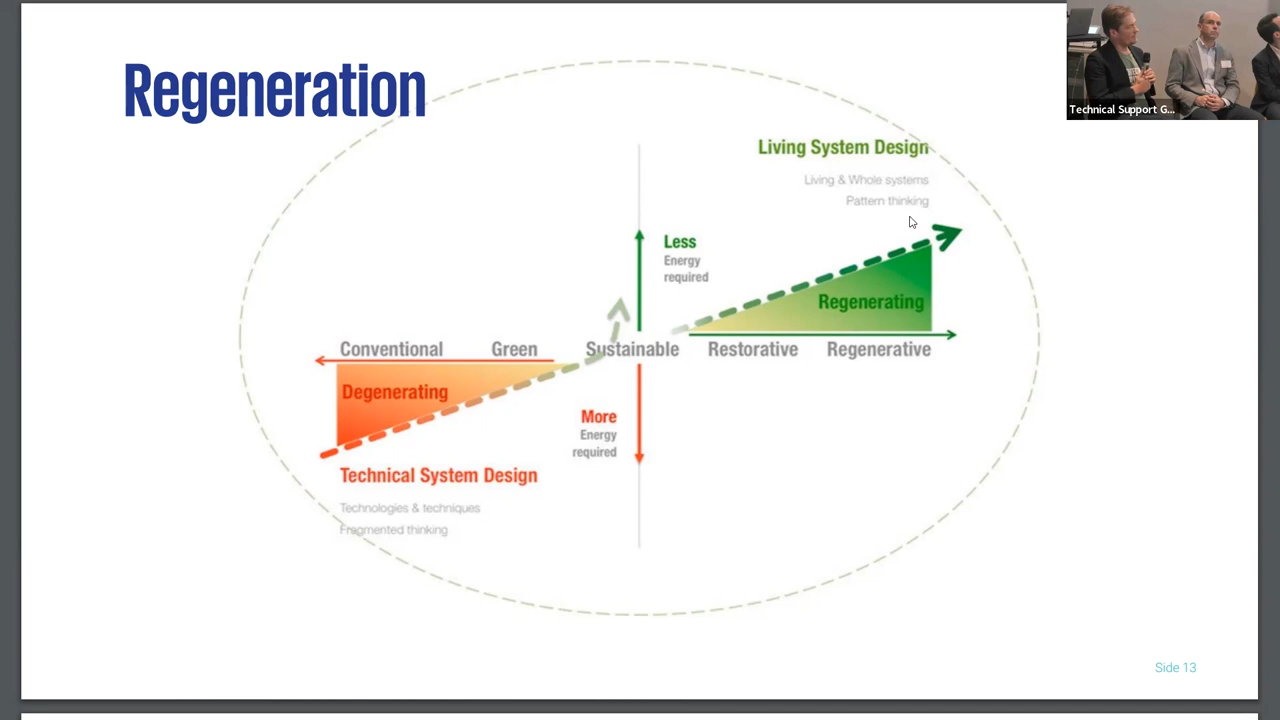 Regeneration
Technical Support G...
Living System Design
Living & Whole systems
Pattern thinking
Less
Energy
required
Regenerating
Conventional
Green
Sustainable
Restorative
Regenerative
Degenerating
More
Energy
required
Technical System Design
Technologies & techniques
Fragmented thinking
Side 13